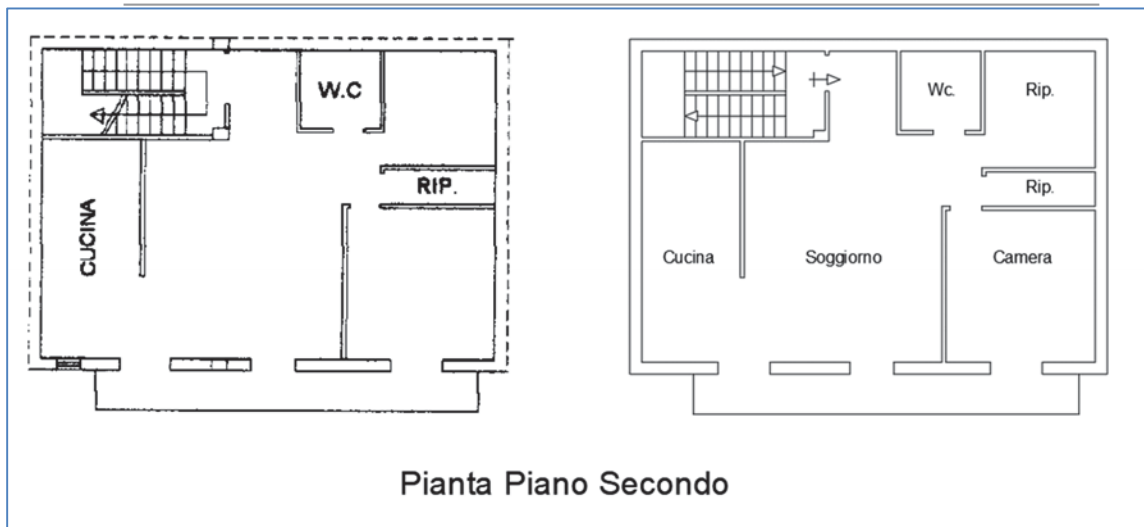 W.C
RIP.
CUCINA
Wc.
Rip.
Rip.
Cucina
Soggiorno
Camera
Pianta Piano Secondo